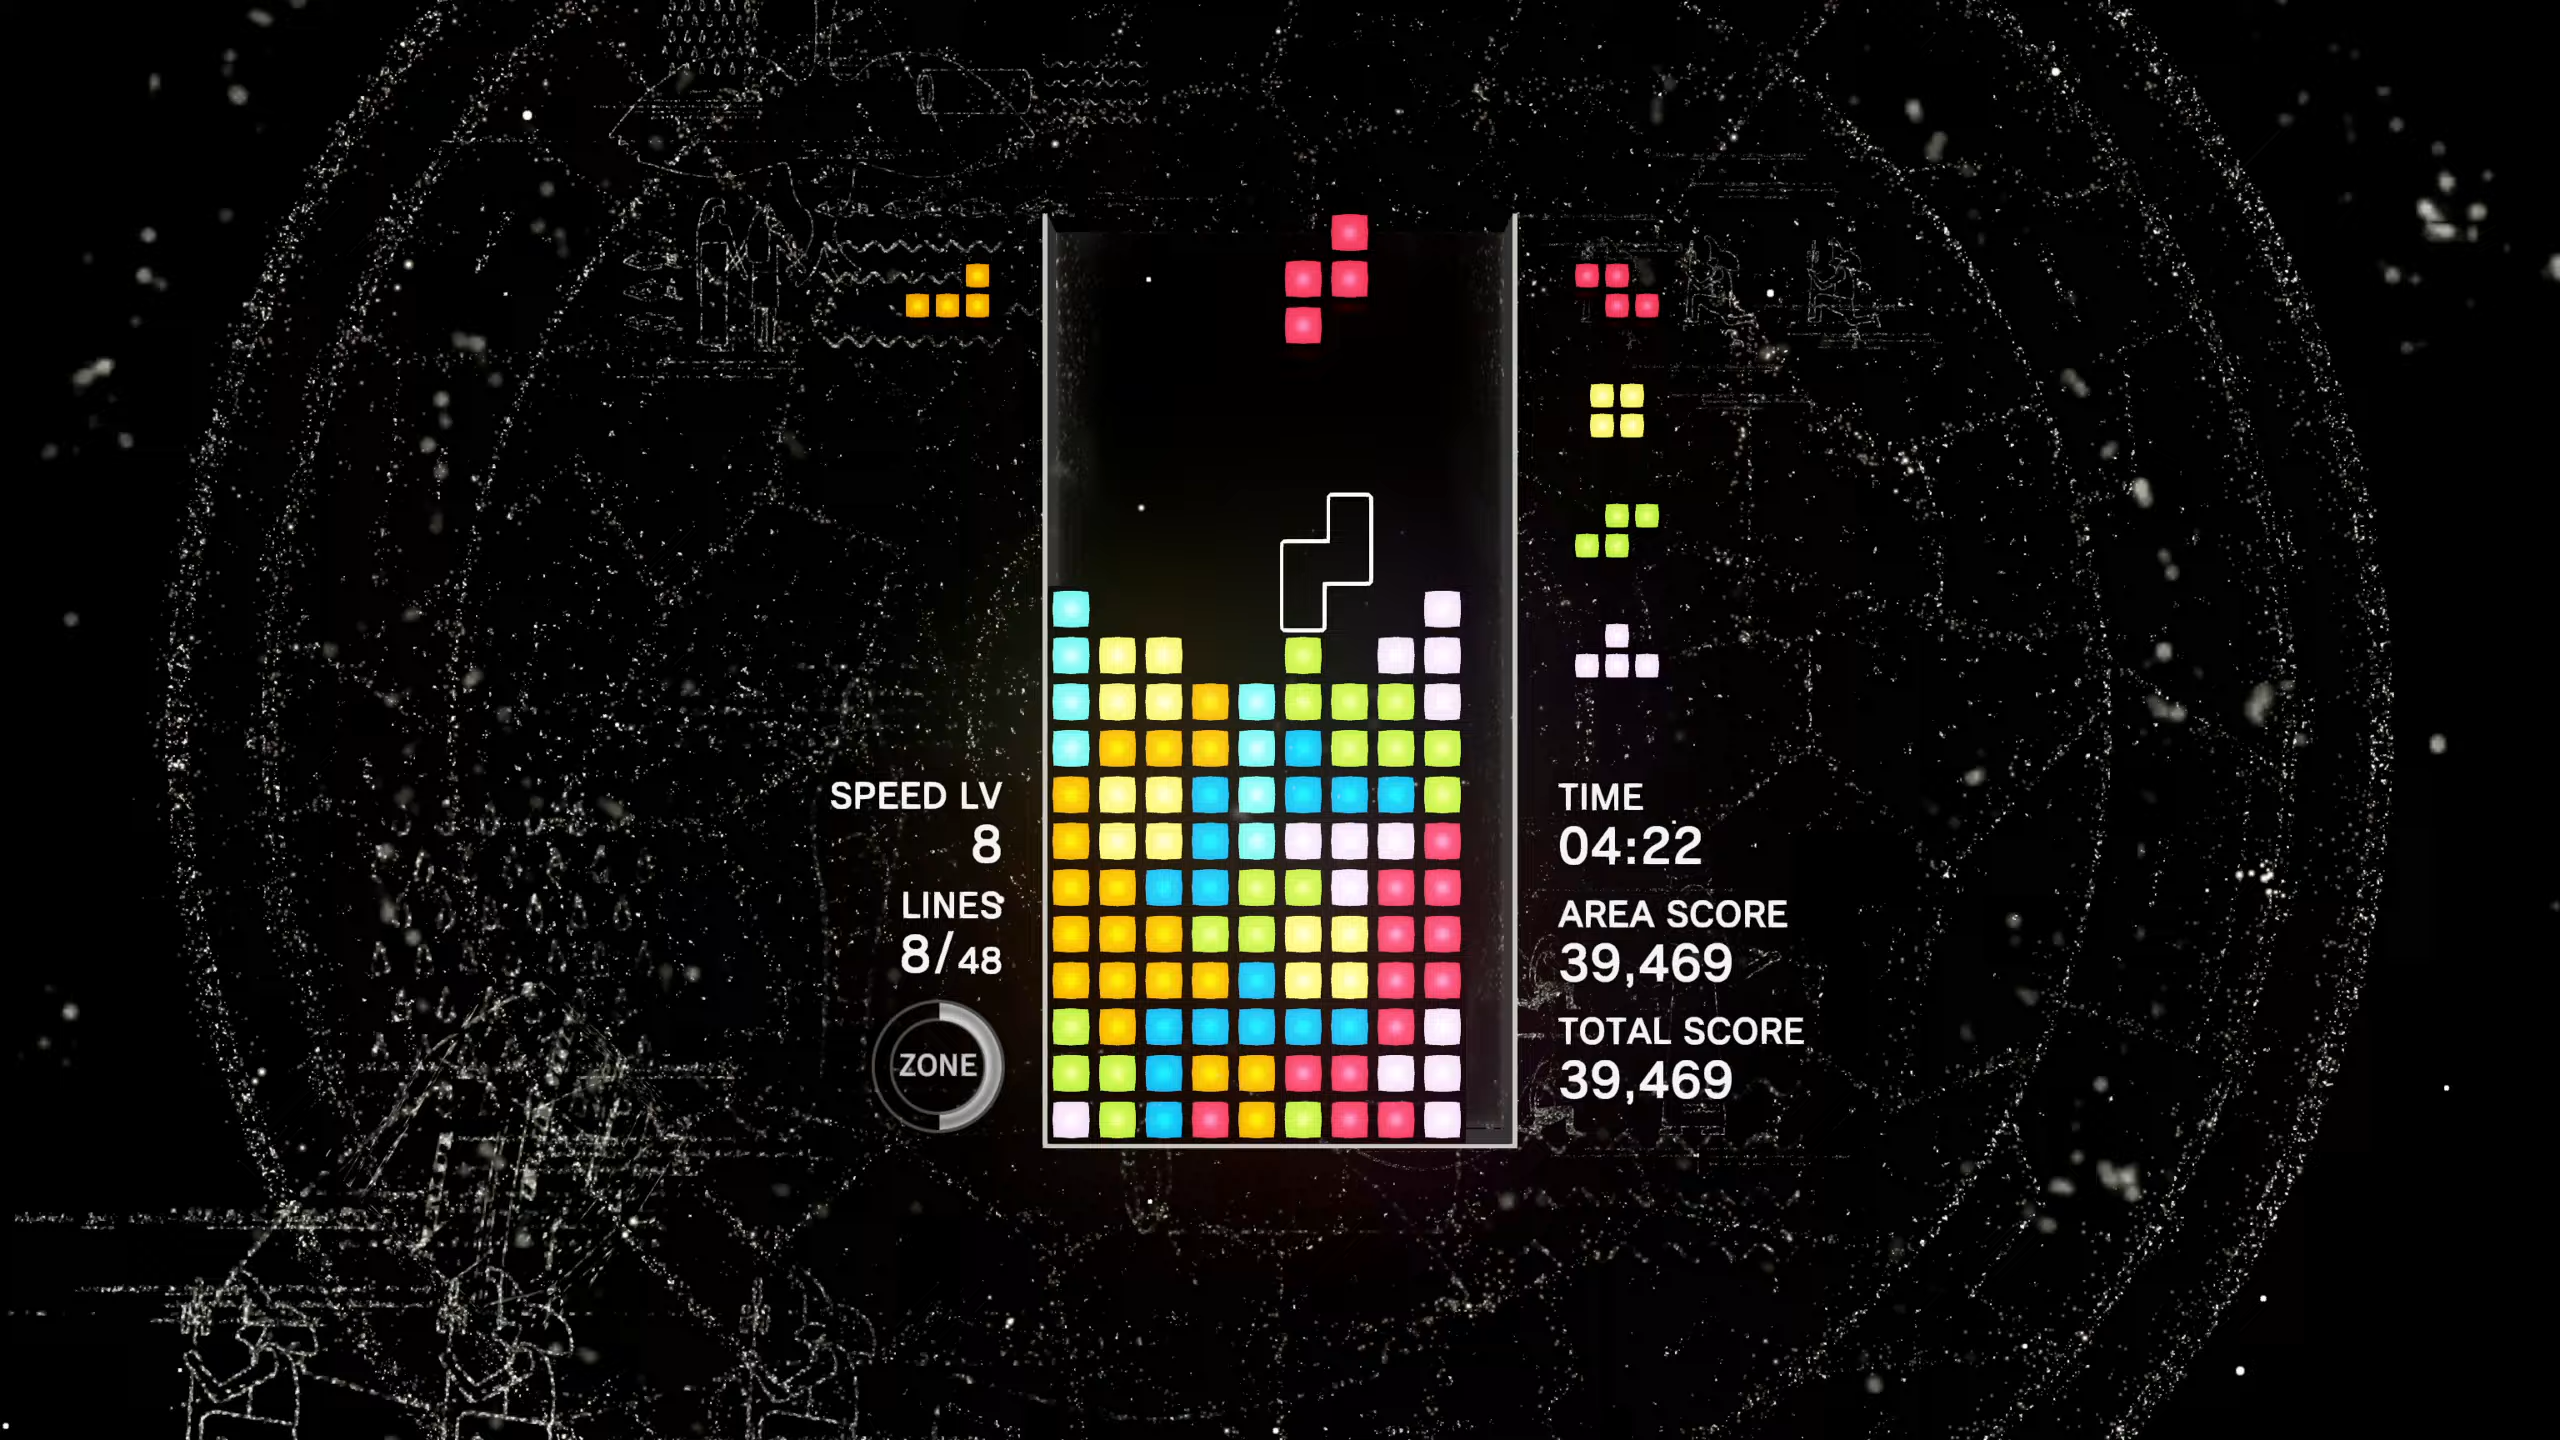 SPEED LV
8
LINES
8/48
ZONE
TIME
04:22
AREA SCORE
39,469
TOTAL SCORE
39,469